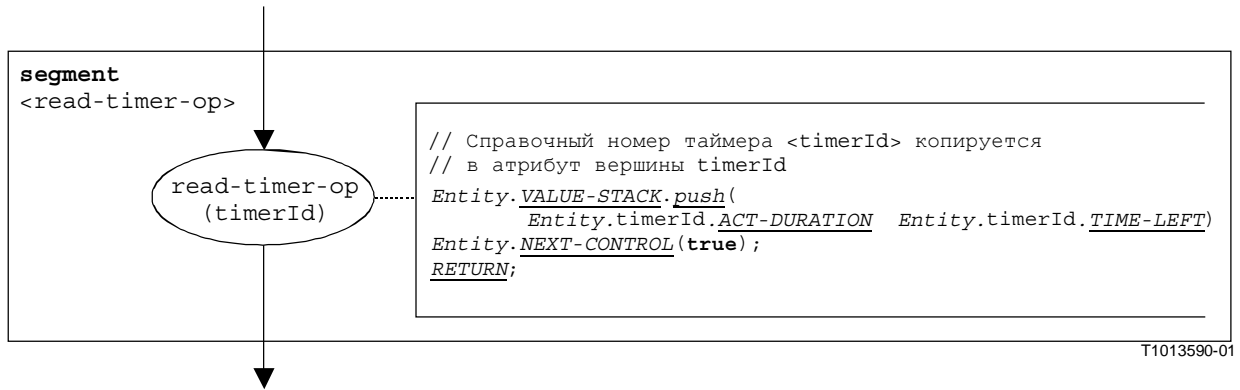 segment
<read-timer-op>
read-timer-op
(timerId)
// Справочный номер таймера <timerId> копируется
// в атрибут вершины timerId
Entity.VALUE-STACK.push(
Entity.timerId.ACT-DURATION Entity.timerId.TIME-LEFT)
Entity.NEXT-CONTROL(true);
RETURN;
T1013590-01